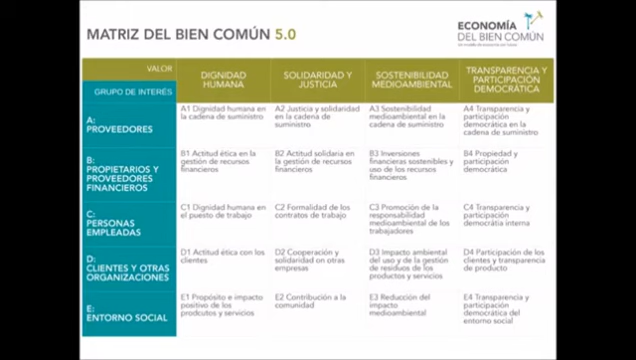 MATRIZ DEL BIEN COMÚN 5.0
ECONOMÍA
DEL BIEN COMÚN
VALOR
GRUPO DE INTERÉS
DIGNIDAD
HUMANA
SOLIDARIDAD Y
JUSTICIA
SOSTENIBILIDAD
MEDIOAMBIENTAL
TRANSPARENCIA Y
PARTICIPACIÓN
DEMOCRÁTICA
A:
PROVEEDORES
A1 Dignidad humana en
la cadena de suministro
A2 Justicia y solidaridad
en la cadena de
suministro
A3 Sostenibilidad
medioambiental en la
cadena de suministro
A4 Transparencia y
participación
democrática en la
cadena de suministro
B:
PROPIETARIOS Y
PROVEEDORES
FINANCIEROS
B1 Actitud ética en la
gestión de recursos
financieros
B2 Actitud solidaria en
la gestión de recursos
financieros
B3 Inversiones
financieras sostenibles y
uso de los recursos
financieros
B4 Propiedad y
participación
democrática
C:
PERSONAS
EMPLEADAS
C1 Dignidad humana en
el puesto de trabajo
C2 Formalidad de los
contratos de trabajo
C3 Promoción de la
responsabilidad
medioambiental de los
trabajadores
C4 Transparencia y
participación
democrática interna
D:
CLIENTES Y OTRAS
ORGANIZACIONES
D1 Actitud ética con los
clientes
D2 Cooperación y
solidaridad on otras
empresas
D3 Impacto ambiental
del uso y de la gestión
de residuos de los
productos y servicios
D4 Participación de los
clientes y transparencia
de producto
E:
ENTORNO SOCIAL
E1 Propósito e impacto
positivo de los
prodcutos y servicios
E2 Contribución a la
comunidad
E3 Reducción del
impacto
medioambiental
E4 Transparencia y
participación
democrática del
entorno social